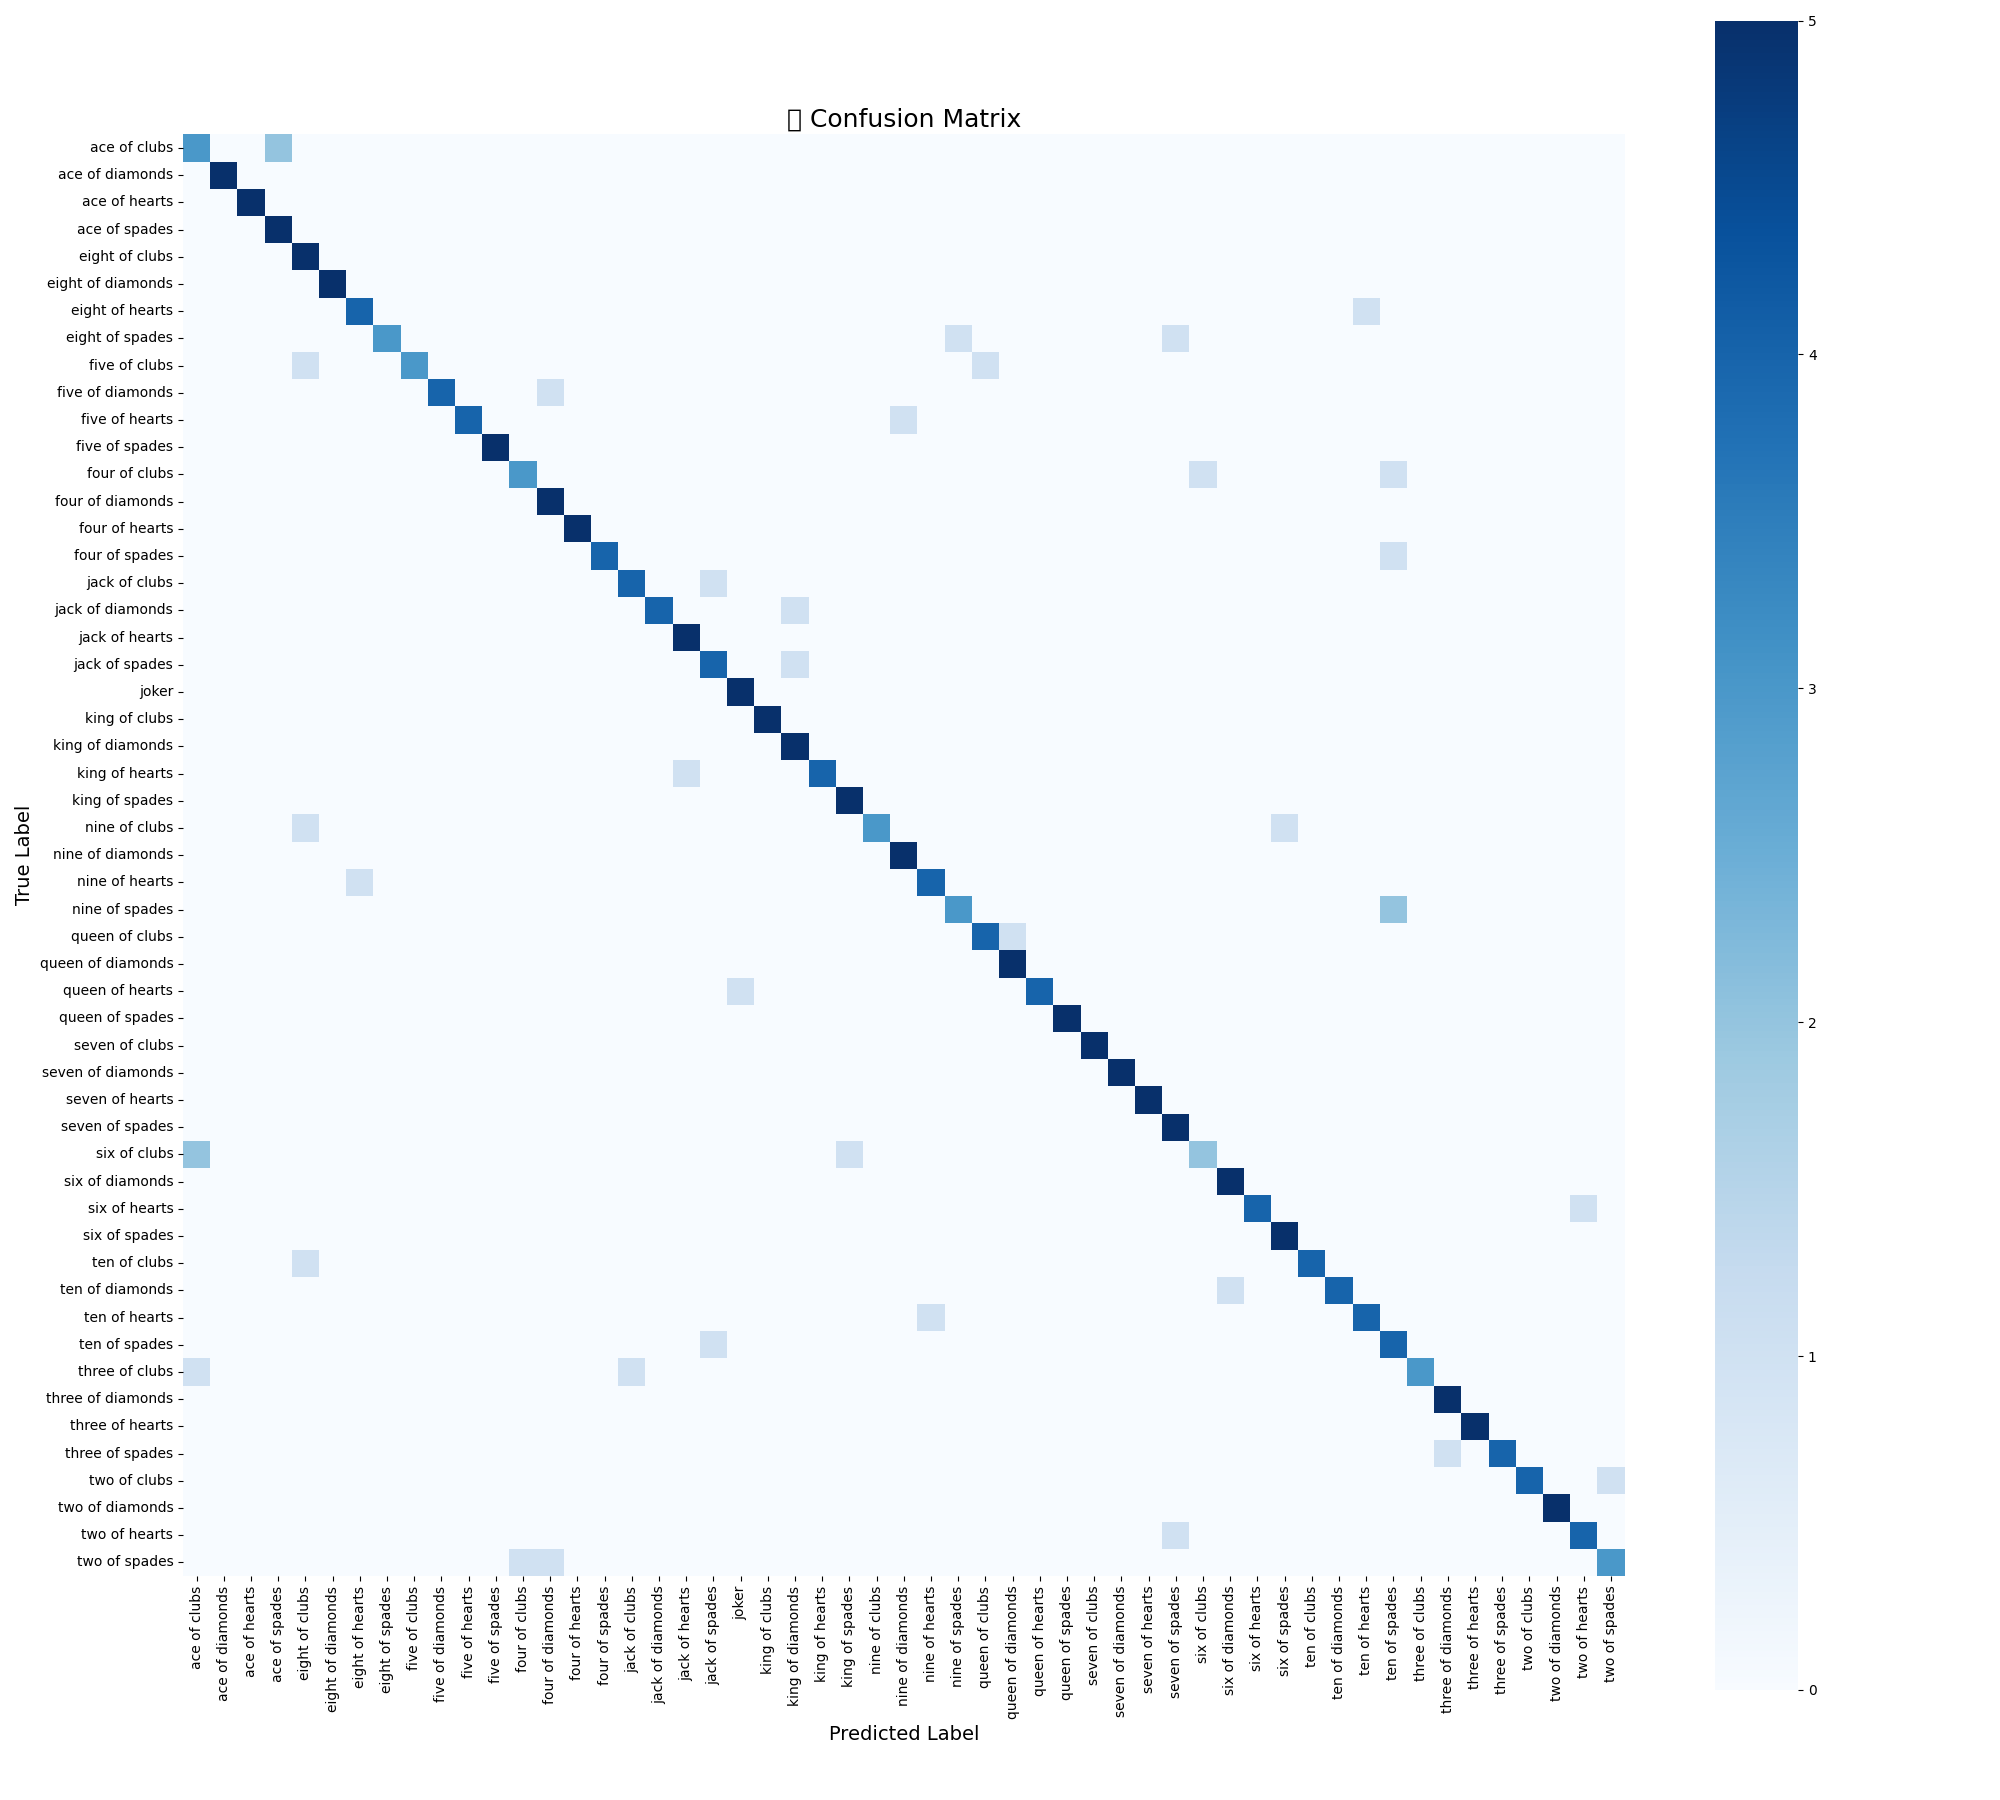 ▯ Confusion Matrix
True Label
ace of clubs
ace of diamonds
ace of hearts
ace of spades
eight of clubs
eight of diamonds
eight of hearts
eight of spades
five of clubs
five of diamonds
five of hearts
five of spades
four of clubs
four of diamonds
four of hearts
four of spades
jack of clubs
jack of diamonds
jack of hearts
jack of spades
joker
king of clubs
king of diamonds
king of hearts
king of spades
nine of clubs
nine of diamonds
nine of hearts
nine of spades
queen of clubs
queen of diamonds
queen of hearts
queen of spades
seven of clubs
seven of diamonds
seven of hearts
seven of spades
six of clubs
six of diamonds
six of hearts
six of spades
ten of clubs
ten of diamonds
ten of hearts
ten of spades
three of clubs
three of diamonds
three of hearts
three of spades
two of clubs
two of diamonds
two of hearts
two of spades
ace of clubs
ace of diamonds
ace of hearts
ace of spades
eight of clubs
eight of diamonds
eight of hearts
eight of spades
five of clubs
five of diamonds
five of hearts
five of spades
four of clubs
four of diamonds
four of hearts
four of spades
jack of clubs
jack of diamonds
jack of hearts
jack of spades
joker
king of clubs
king of diamonds
king of hearts
king of spades
nine of clubs
nine of diamonds
nine of hearts
nine of spades
queen of clubs
queen of diamonds
queen of hearts
queen of spades
seven of clubs
seven of diamonds
seven of hearts
seven of spades
six of clubs
six of diamonds
six of hearts
six of spades
ten of clubs
ten of diamonds
ten of hearts
ten of spades
three of clubs
three of diamonds
three of hearts
three of spades
two of clubs
two of diamonds
two of hearts
two of spades
Predicted Label
5
4
3
2
1
0